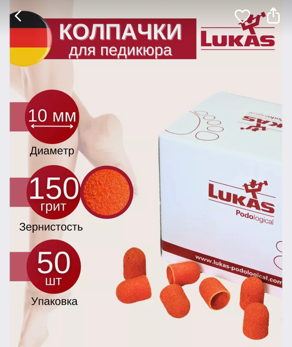 КОЛПАЧКИ
для педикюра
LUKAS
10 мм
Диаметр
150
грит
Зернистость
50
шт
Упаковка
LUKAS
Podological
www.lukas-podological.com